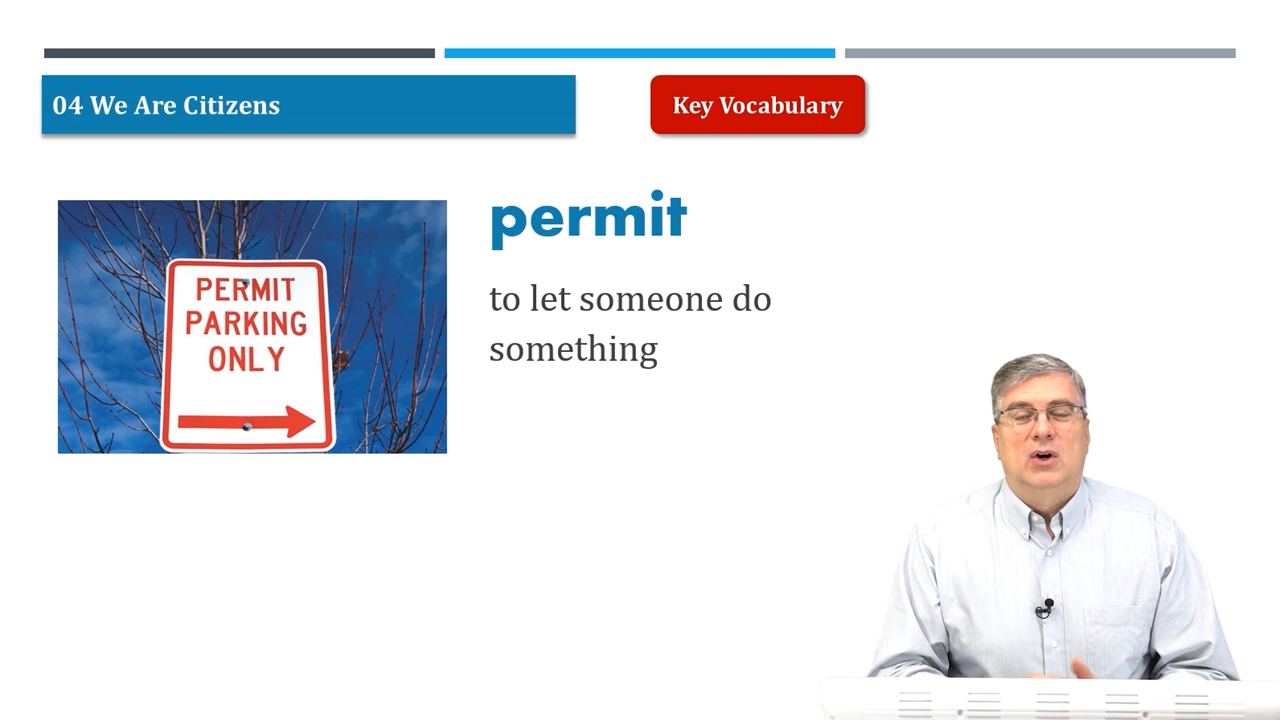 04 We Are Citizens
Key Vocabulary
PERMIT
PARKING
ONLY
permit
to let someone do
something